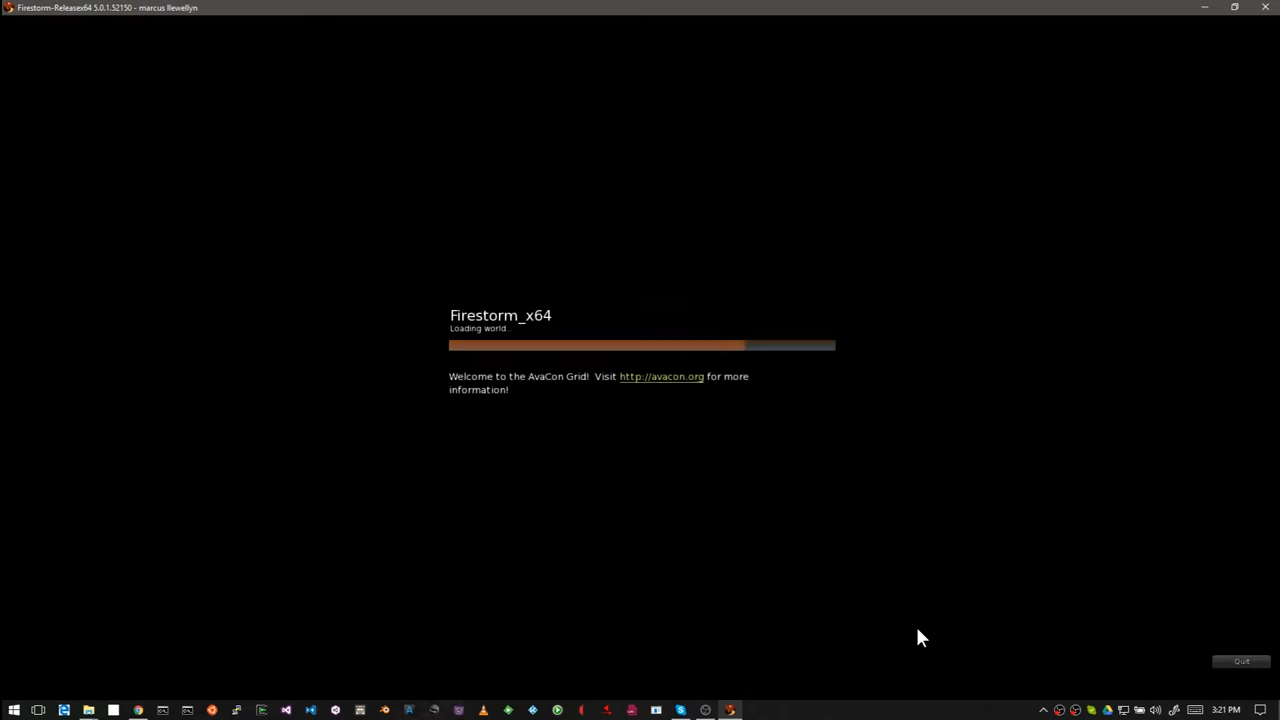 Firestorm-Releasex64 5.0.1.52150 - marcus llewellyn
Firestorm_x64
Loading world..
Welcome to the AvaCon Grid! Visit http://avacon.org for more
information!
Quit
3:21 PM